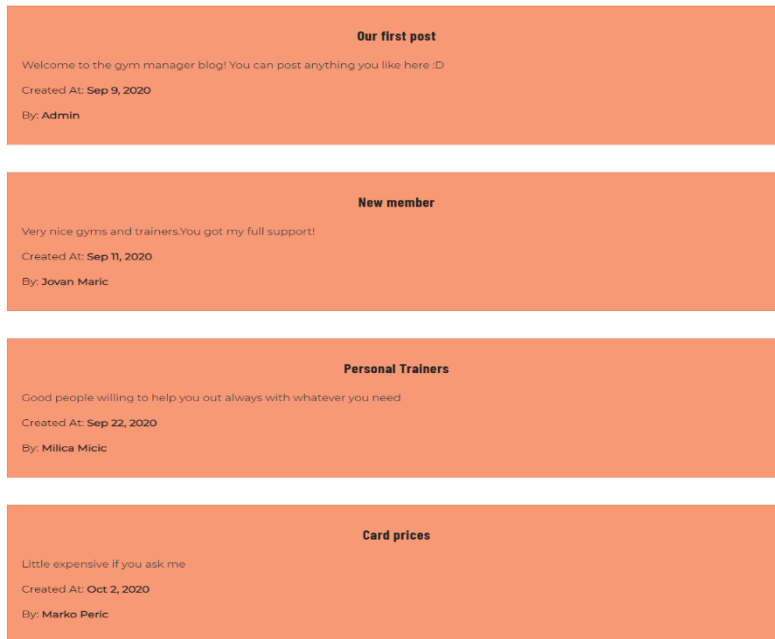 Our first post
Welcome to the gym manager blog! You can post anything you like here :D
Created At: Sep 9, 2020
By: Admin
New member
Very nice gyms and trainers.You got my full support!
Created At: Sep 11, 2020
By: Jovan Maric
Personal Trainers
Good people willing to help you out always with whatever you need
Created At: Sep 22, 2020
By: Milica Micic
Card prices
Little expensive if you ask me
Created At: Oct 2, 2020
By: Marko Peric